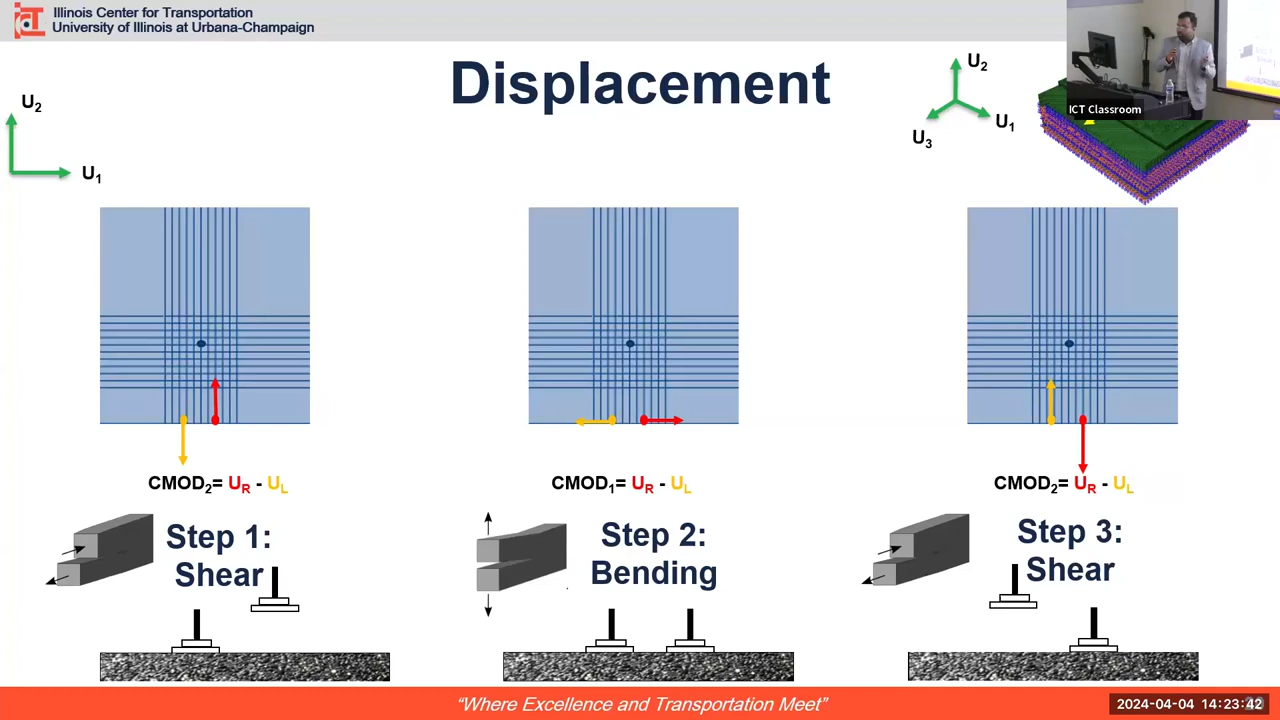 Illinois Center for Transportation
University of Illinois at Urbana-Champaign
Displacement
ICT Classroom
U2
U1
U2
U1
U3
CMOD2= UR - UL
CMOD1= UR - UL
CMOD2= UR - UL
Step 1:
Shear
Step 2:
Bending
Step 3:
Shear
“Where Excellence and Transportation Meet”
2024-04-04 14:23:42